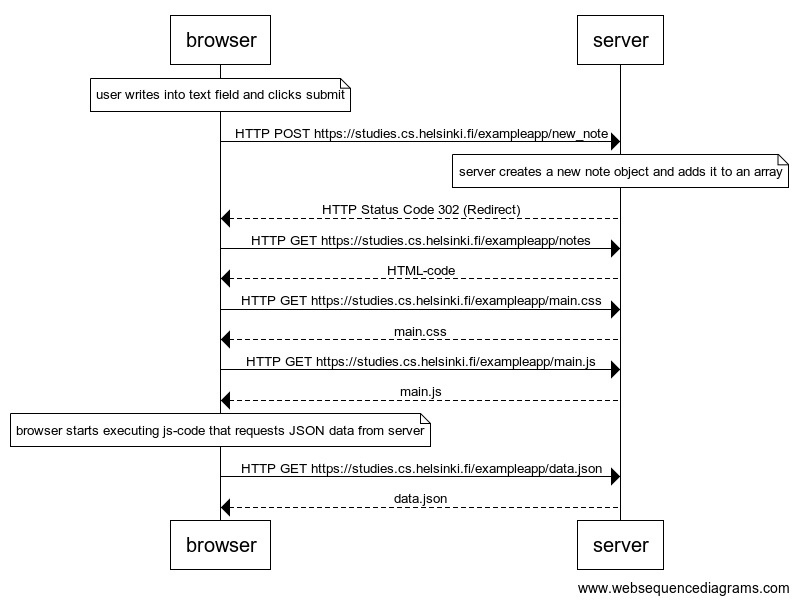 browser server
user writes into text field and clicks submit
HTTP POST https://studies.cs.helsinki.fi/exampleapp/new_note
server creates a new note object and adds it to an array
HTTP Status Code 302 (Redirect)
HTTP GET https://studies.cs.helsinki.fi/exampleapp/notes
HTML-code
HTTP GET https://studies.cs.helsinki.fi/exampleapp/main.css
main.css
HTTP GET https://studies.cs.helsinki.fi/exampleapp/main.js
main.js
browser starts executing js-code that requests JSON data from server
HTTP GET https://studies.cs.helsinki.fi/exampleapp/data.json
data.json
browser server
www.websequencediagrams.com